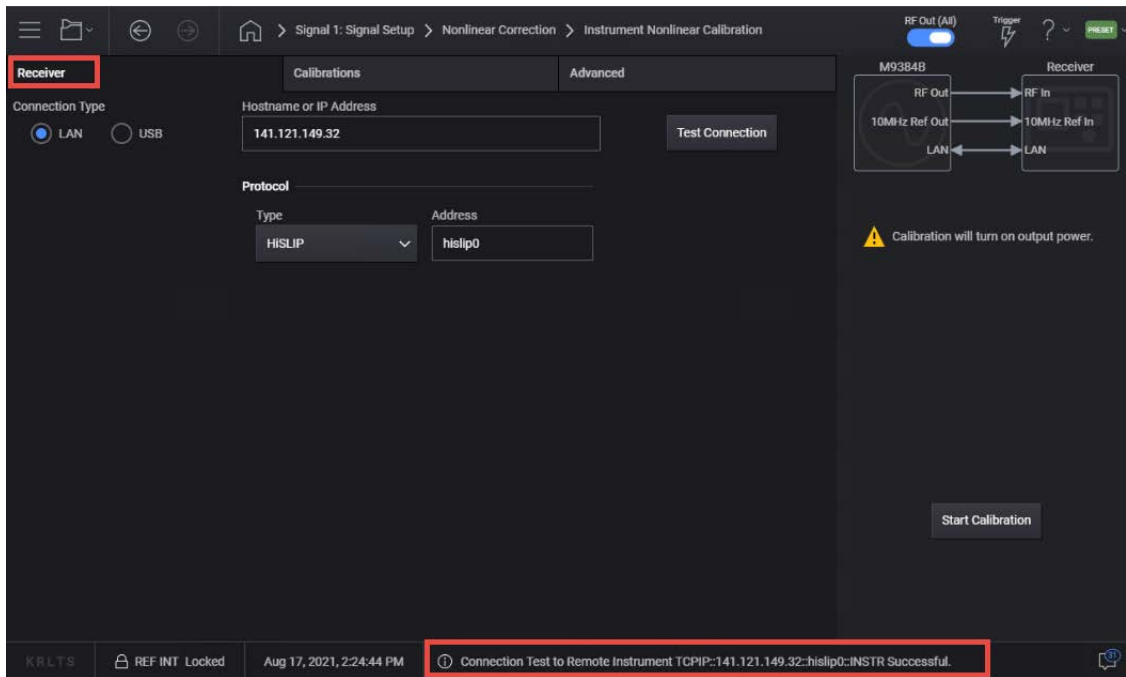 Signal 1: Signal Setup > Nonlinear Correction > Instrument Nonlinear Calibration
RF Out (All)
Trigger
?
PRESET
Receiver
Calibrations
Advanced
Connection Type
LAN
USB
Hostname or IP Address
141.121.149.32
Test Connection
Protocol
Type
Address
HiSLIP
hislip0
M9384B
Receiver
RF Out
RF In
10MHz Ref Out
10MHz Ref In
LAN
LAN
Calibration will turn on output power.
Start Calibration
KRLTS
REF INT Locked
Aug 17, 2021, 2:24:44 PM
Connection Test to Remote Instrument TCPIP::141.121.149.32::hislip0::INSTR Successful.
31